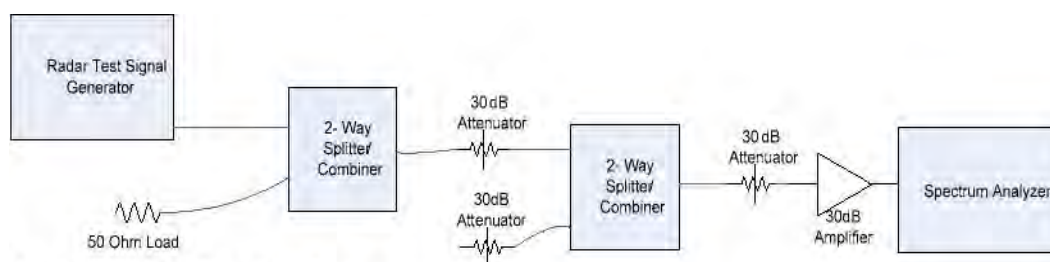 Radar Test Signal
Generator
2- Way
Splitter/
Combiner
50 Ohm Load
30dB
Attenuator
30dB
Attenuator
2- Way
Splitter/
Combiner
30dB
Attenuator
30dB
Amplifier
Spectrum Analyzer